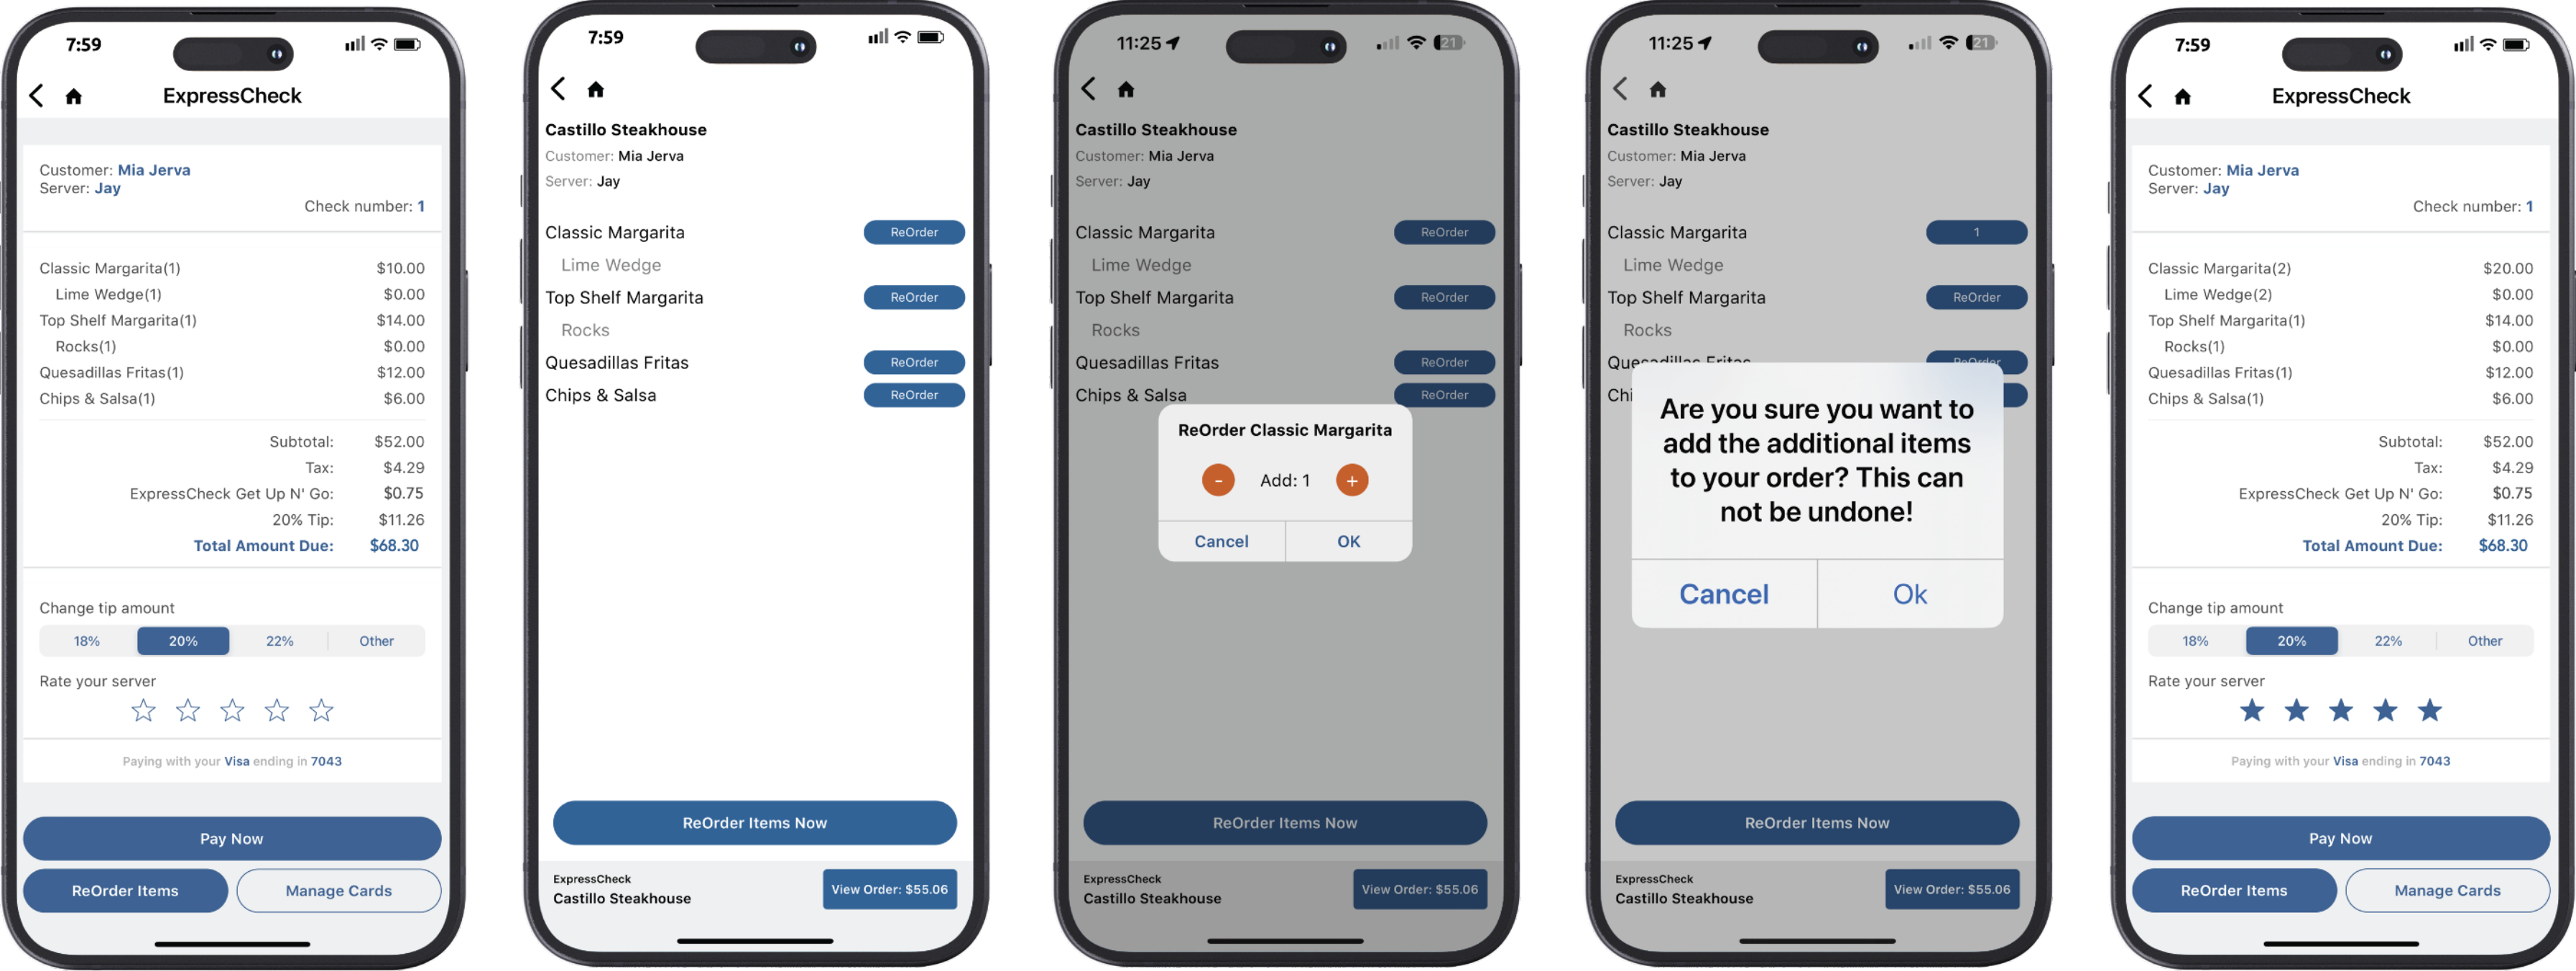 7:59
ExpressCheck
Customer: Mia Jerva
Server: Jay
Check number: 1
Classic Margarita(1) $10.00
Lime Wedge(1) $0.00
Top Shelf Margarita(1) $14.00
Rocks(1) $0.00
Quesadillas Fritas(1) $12.00
Chips & Salsa(1) $6.00
Subtotal: $52.00
Tax: $4.29
ExpressCheck Get Up N' Go: $0.75
20% Tip: $11.26
Total Amount Due: $68.30
Change tip amount
18% 20% 22% Other
Rate your server
Paying with your Visa ending in 7043
Pay Now
ReOrder Items Manage Cards
7:59
Castillo Steakhouse
Customer: Mia Jerva
Server: Jay
Classic Margarita ReOrder
Lime Wedge
Top Shelf Margarita ReOrder
Rocks
Quesadillas Fritas ReOrder
Chips & Salsa ReOrder
ReOrder Items Now
ExpressCheck
Castillo Steakhouse
View Order: $55.06
11:25 21
Castillo Steakhouse
Customer: Mia Jerva
Server: Jay
Classic Margarita ReOrder
Lime Wedge
Top Shelf Margarita ReOrder
Rocks
Quesadillas Fritas ReOrder
Chips & Salsa ReOrder
ReOrder Classic Margarita
- Add: 1 +
Cancel OK
ReOrder Items Now
ExpressCheck
Castillo Steakhouse
View Order: $55.06
11:25 21
Castillo Steakhouse
Customer: Mia Jerva
Server: Jay
Classic Margarita 1
Lime Wedge
Top Shelf Margarita ReOrder
Rocks
Quesadillas Fritas ReOrder
Chi
Are you sure you want to
add the additional items
to your order? This can
not be undone!
Cancel Ok
ReOrder Items Now
ExpressCheck
Castillo Steakhouse
View Order: $55.06
7:59
ExpressCheck
Customer: Mia Jerva
Server: Jay
Check number: 1
Classic Margarita(2) $20.00
Lime Wedge(2) $0.00
Top Shelf Margarita(1) $14.00
Rocks(1) $0.00
Quesadillas Fritas(1) $12.00
Chips & Salsa(1) $6.00
Subtotal: $52.00
Tax: $4.29
ExpressCheck Get Up N' Go: $0.75
20% Tip: $11.26
Total Amount Due: $68.30
Change tip amount
18% 20% 22% Other
Rate your server
Paying with your Visa ending in 7043
Pay Now
ReOrder Items Manage Cards